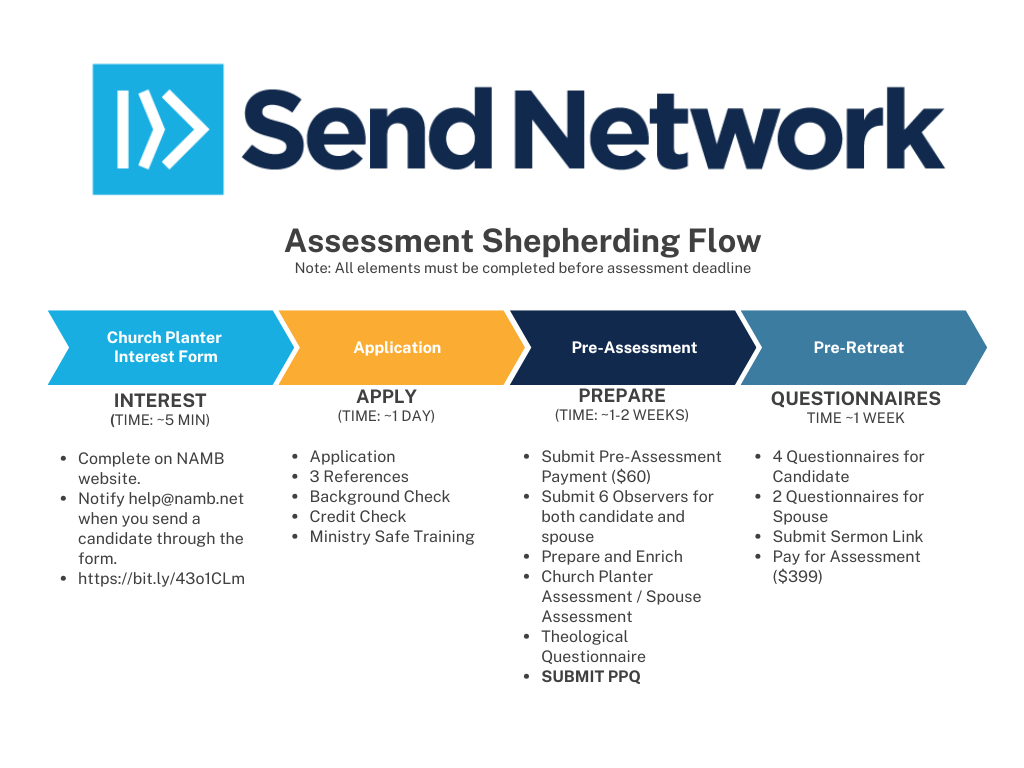 Send Network
Assessment Shepherding Flow
Note: All elements must be completed before assessment deadline
Church Planter
Interest Form
Application
Pre-Assessment
Pre-Retreat
INTEREST
(TIME: ~5 MIN)
• Complete on NAMB
website.
• Notify help@namb.net
when you send a
candidate through the
form.
• https://bit.ly/43o1CLm
APPLY
(TIME: ~1 DAY)
• Application
• 3 References
• Background Check
• Credit Check
• Ministry Safe Training
PREPARE
(TIME: ~1-2 WEEKS)
• Submit Pre-Assessment
Payment ($60)
• Submit 6 Observers for
both candidate and
spouse
• Prepare and Enrich
• Church Planter
Assessment / Spouse
Assessment
• Theological
Questionnaire
• SUBMIT PPQ
QUESTIONNAIRES
TIME ~1 WEEK
• 4 Questionnaires for
Candidate
• 2 Questionnaires for
Spouse
• Submit Sermon Link
• Pay for Assessment
($399)